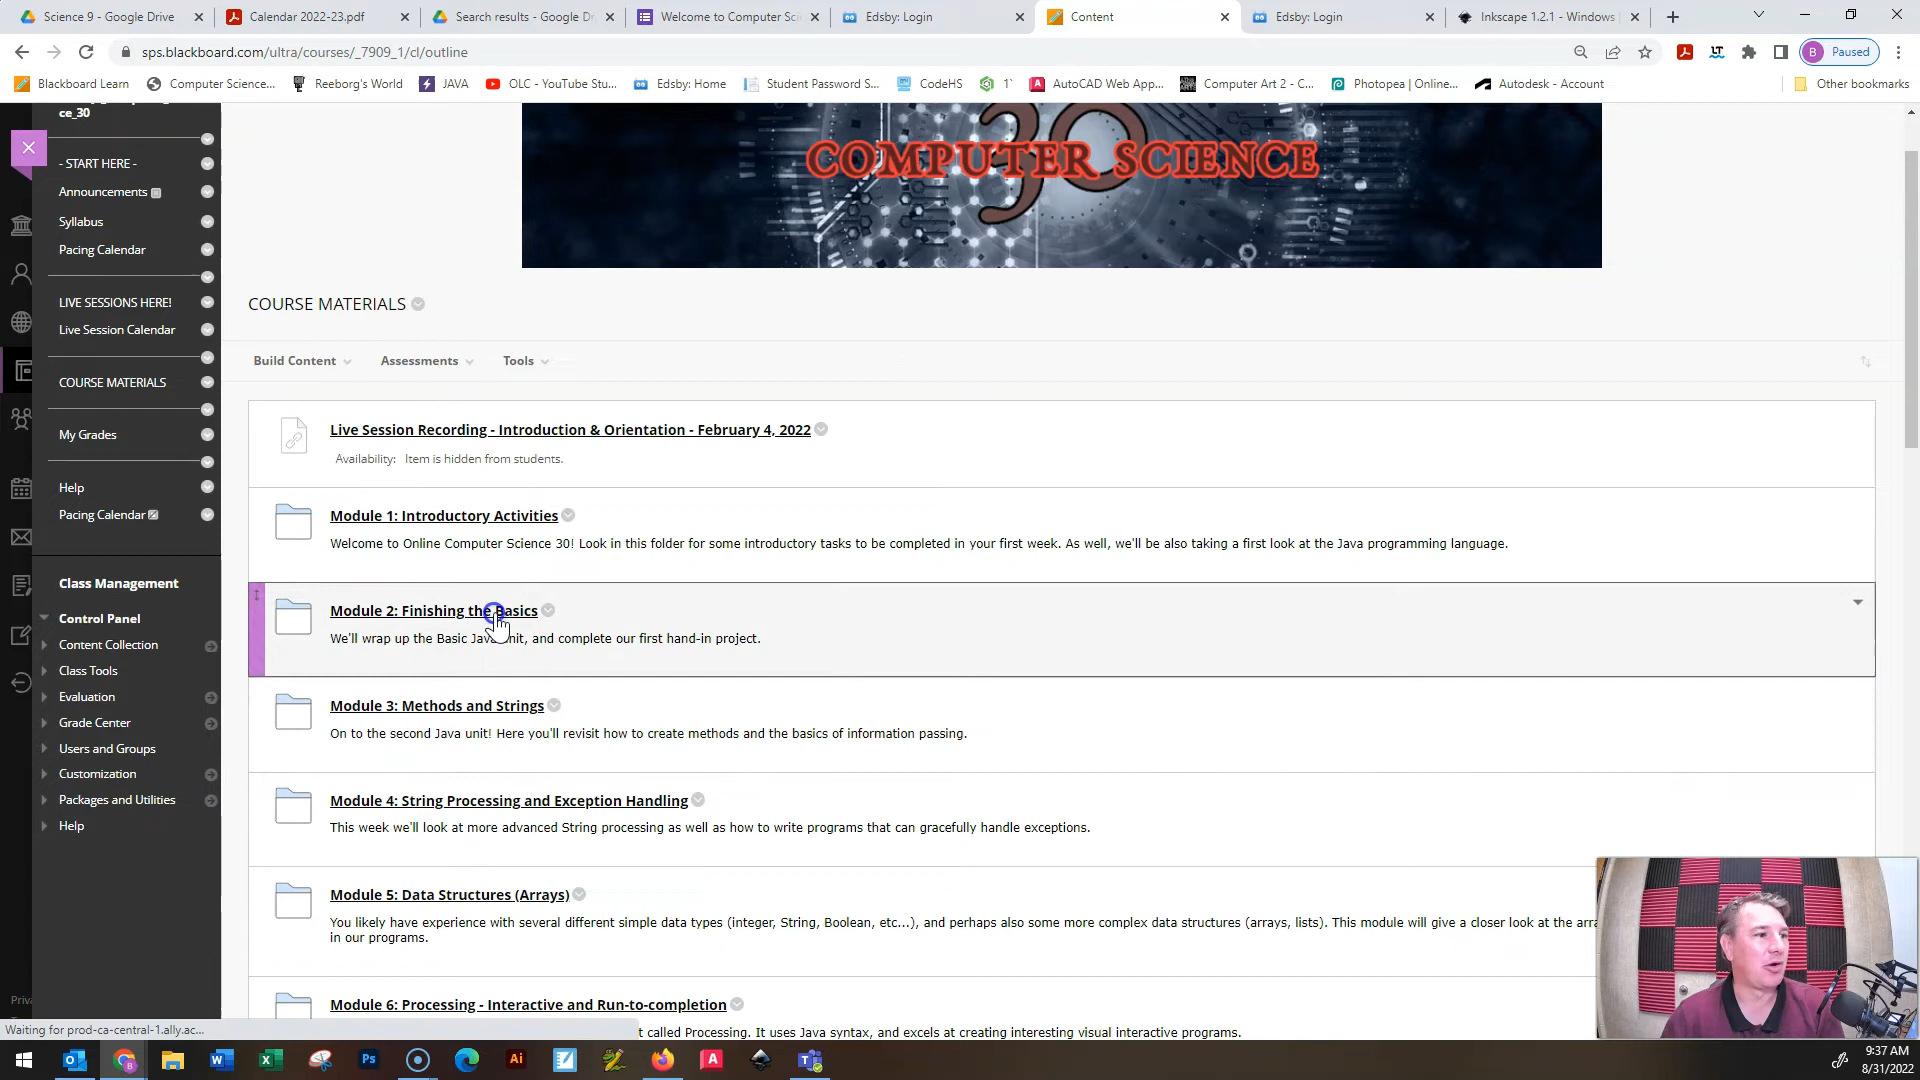 Science 9 - Google Drive
Calendar 2022-23.pdf
Search results - Google Dr
Welcome to Computer Sci
Edsby: Login
Content
Edsby: Login
Inkscape 1.2.1 - Windows
sps.blackboard.com/ultra/courses/_7909_1/cl/outline
B Paused
Blackboard Learn
Computer Science...
Reeborg's World
JAVA
OLC - YouTube Stu...
Edsby: Home
Student Password S...
CodeHS
1`
AutoCAD Web App...
Computer Art 2 - C...
Photopea | Online...
Autodesk - Account
Other bookmarks
ce_30
- START HERE -
Announcements
Syllabus
Pacing Calendar
LIVE SESSIONS HERE!
Live Session Calendar
COURSE MATERIALS
My Grades
Help
Pacing Calendar
Class Management
Control Panel
Content Collection
Class Tools
Evaluation
Grade Center
Users and Groups
Customization
Packages and Utilities
Help
30
COMPUTER SCIENCE
COURSE MATERIALS
Build Content
Assessments
Tools
Live Session Recording - Introduction & Orientation - February 4, 2022
Availability: Item is hidden from students.
Module 1: Introductory Activities
Welcome to Online Computer Science 30! Look in this folder for some introductory tasks to be completed in your first week. As well, we'll be also taking a first look at the Java programming language.
Module 2: Finishing the Basics
We'll wrap up the Basic Java unit, and complete our first hand-in project.
Module 3: Methods and Strings
On to the second Java unit! Here you'll revisit how to create methods and the basics of information passing.
Module 4: String Processing and Exception Handling
This week we'll look at more advanced String processing as well as how to write programs that can gracefully handle exceptions.
Module 5: Data Structures (Arrays)
You likely have experience with several different simple data types (integer, String, Boolean, etc...), and perhaps also some more complex data structures (arrays, lists). This module will give a closer look at the arra
in our programs.
Module 6: Processing - Interactive and Run-to-completion
t called Processing. It uses Java syntax, and excels at creating interesting visual interactive programs.
Priva
Waiting for prod-ca-central-1.ally.ac...
9:37 AM
8/31/2022